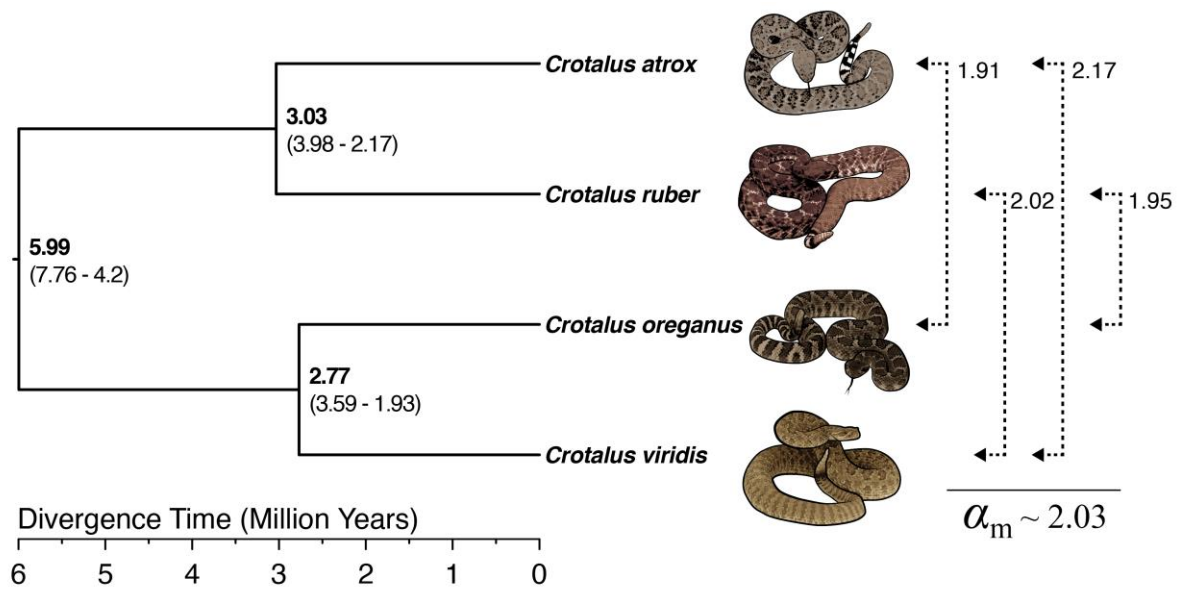 Crotalus atrox
1.91
2.17
3.03
(3.98 - 2.17)
Crotalus ruber
2.02
1.95
5.99
(7.76 - 4.2)
Crotalus oreganus
2.77
(3.59 - 1.93)
Crotalus viridis
αm ~ 2.03
Divergence Time (Million Years)
6 5 4 3 2 1 0